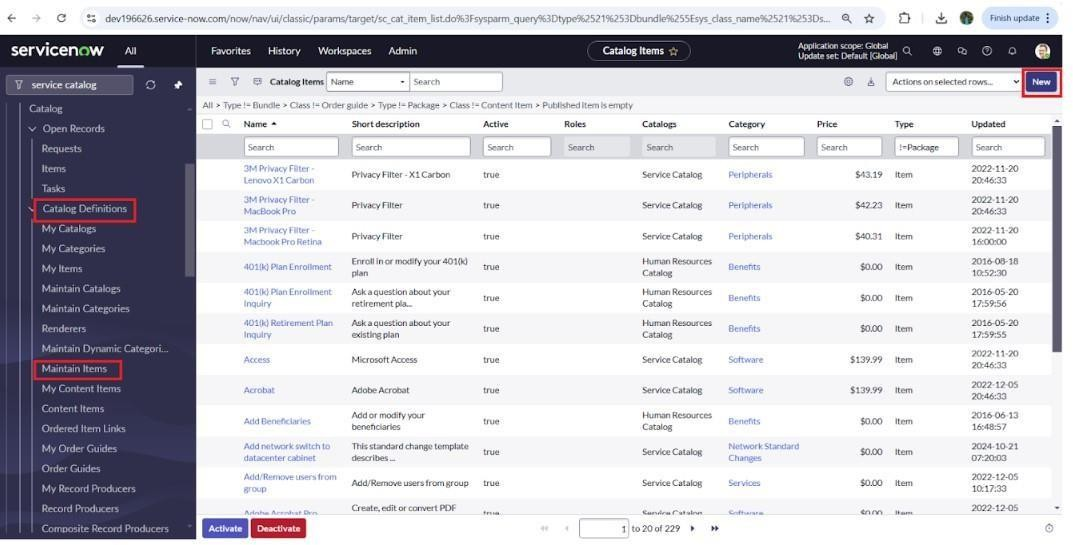 dev196626.service-now.com/now/nav/ui/classic/params/target/sc_cat_item_list.do%3Fsysparm_query%3Dtype%2521%253Dbundle%255Esys_class_name%2521%253Ds...
Finish update
servicenow All Favorites History Workspaces Admin Catalog Items Application scope: Global
Update set: Default [Global]
service catalog
Catalog
Open Records
Requests
Items
Tasks
Catalog Definitions
My Catalogs
My Categories
My Items
Maintain Catalogs
Maintain Categories
Renderers
Maintain Dynamic Categori...
Maintain Items
My Content Items
Content Items
Ordered Item Links
My Order Guides
Order Guides
My Record Producers
Record Producers
Composite Record Producers
Catalog Items Name Search Actions on selected rows... New
All > Type != Bundle > Class != Order guide > Type != Package > Class != Content Item > Published item is empty
Name Short description Active Roles Catalogs Category Price Type Updated
Search Search Search Search Search Search Search !=Package Search
3M Privacy Filter - Lenovo X1 Carbon Privacy Filter - X1 Carbon true Service Catalog Peripherals $43.19 Item 2022-11-20 20:46:33
3M Privacy Filter - MacBook Pro Privacy Filter true Service Catalog Peripherals $42.23 Item 2022-11-20 20:46:33
3M Privacy Filter - Macbook Pro Retina Privacy Filter true Service Catalog Peripherals $40.31 Item 2022-11-20 16:00:00
401(k) Plan Enrollment Enroll in or modify your 401(k) plan true Human Resources Catalog Benefits $0.00 Item 2016-08-18 10:52:30
401(k) Plan Enrollment Inquiry Ask a question about your retirement pla... true Human Resources Catalog Benefits $0.00 Item 2016-05-20 17:59:56
401(k) Retirement Plan Inquiry Ask a question about your existing plan true Human Resources Catalog Benefits $0.00 Item 2016-05-20 17:59:55
Access Microsoft Access true Service Catalog Software $139.99 Item 2022-11-20 20:46:33
Acrobat Adobe Acrobat true Service Catalog Software $139.99 Item 2022-12-05 20:46:33
Add Beneficiaries Add or modify your beneficiaries true Human Resources Catalog Benefits $0.00 Item 2016-06-13 16:48:57
Add network switch to datacenter cabinet This standard change template describes ... true Service Catalog Network Standard Changes $0.00 Item 2024-10-21 07:20:03
Add/Remove users from group Add/Remove users from group true Service Catalog Services $0.00 Item 2022-12-05 10:17:33
Adobe Acrobat Pro Create, edit or convert PDF true Service Catalog Software $0.00 Item 2022-12-05
Activate Deactivate 1 to 20 of 229